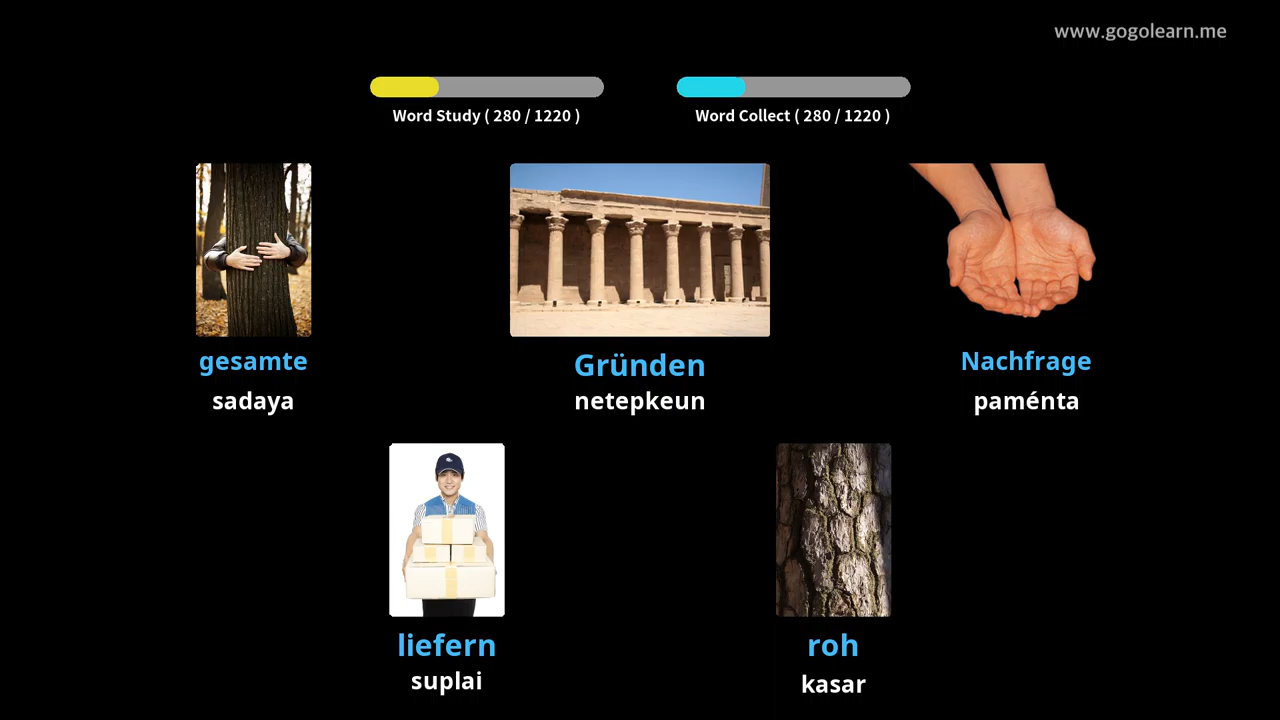 www.gogolearn.me
Word Study ( 280 / 1220 )
Word Collect ( 280 / 1220 )
gesamte
sadaya
Gründen
netepkeun
Nachfrage
paménta
liefern
suplai
roh
kasar